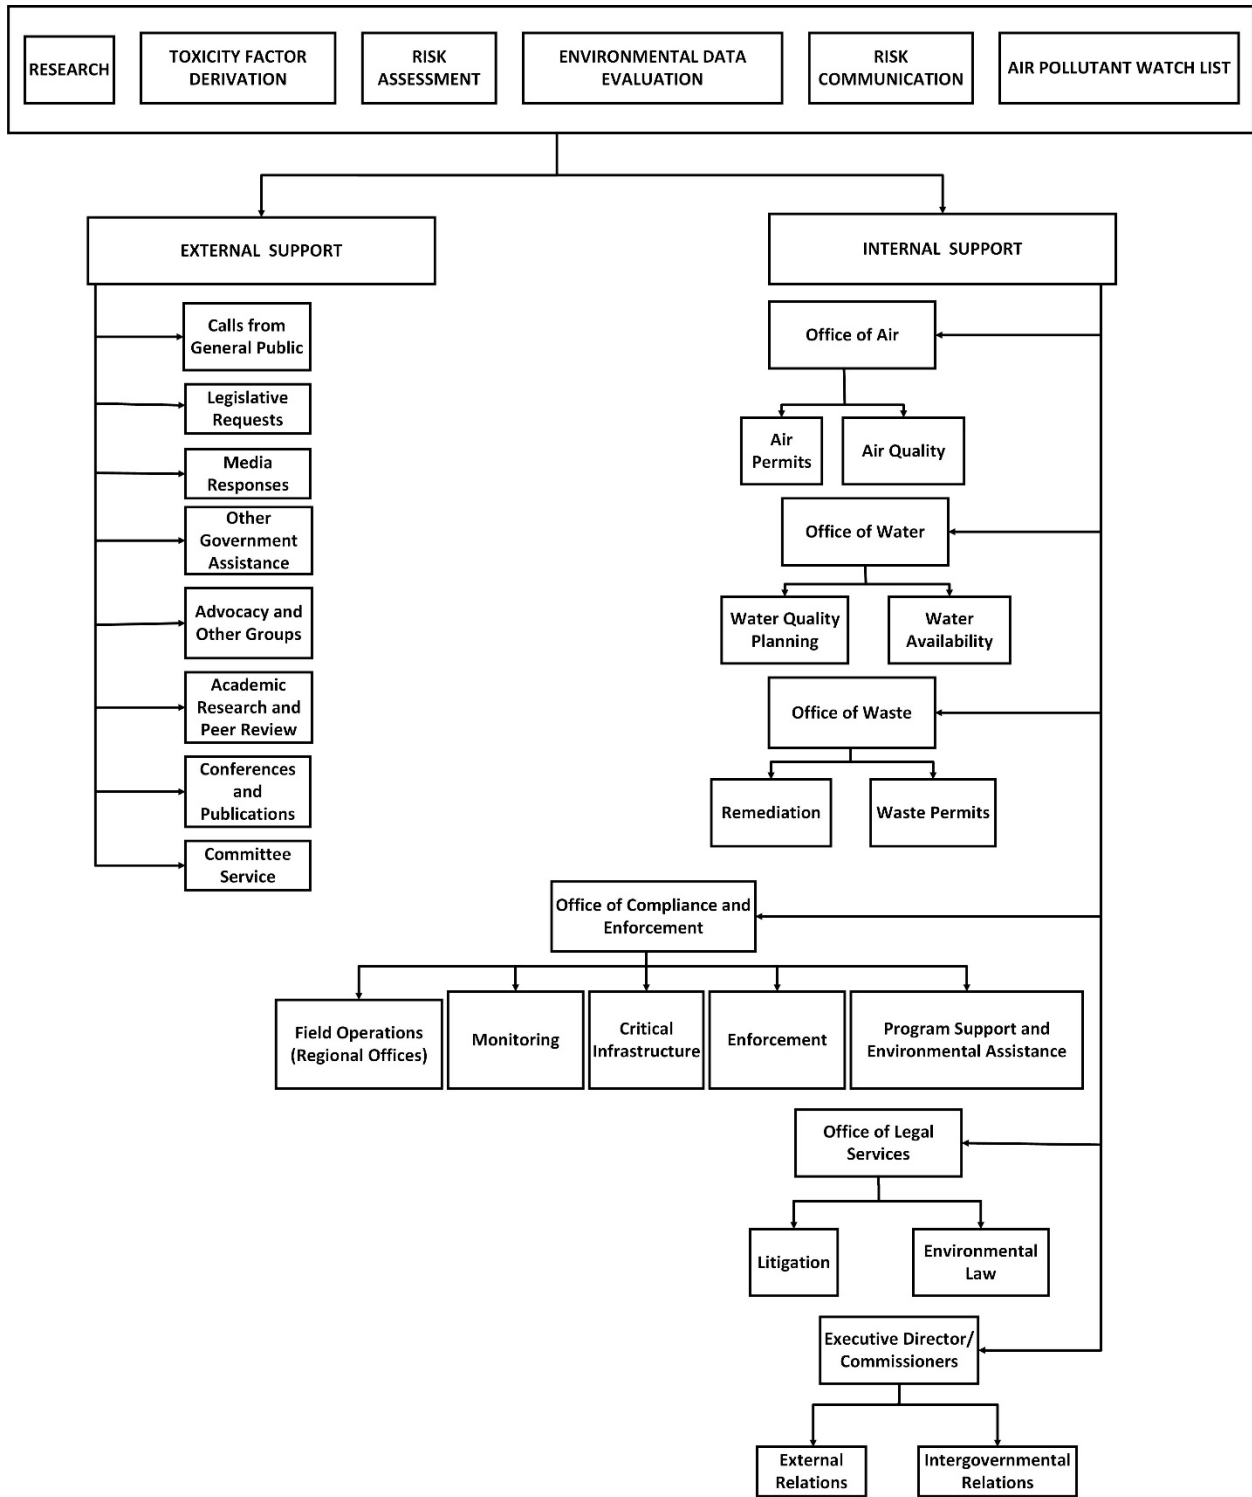 RESEARCH
TOXICITY FACTOR
DERIVATION
RISK
ASSESSMENT
ENVIRONMENTAL DATA
EVALUATION
RISK
COMMUNICATION
AIR POLLUTANT WATCH LIST
EXTERNAL SUPPORT
Calls from
General Public
Legislative
Requests
Media
Responses
Other
Government
Assistance
Advocacy and
Other Groups
Academic
Research and
Peer Review
Conferences
and
Publications
Committee
Service
INTERNAL SUPPORT
Office of Air
Air
Permits
Air Quality
Office of Water
Water Quality
Planning
Water
Availability
Office of Waste
Remediation
Waste Permits
Office of Compliance and
Enforcement
Field Operations
(Regional Offices)
Monitoring
Critical
Infrastructure
Enforcement
Program Support and
Environmental Assistance
Office of Legal
Services
Litigation
Environmental
Law
Executive Director/
Commissioners
External
Relations
Intergovernmental
Relations